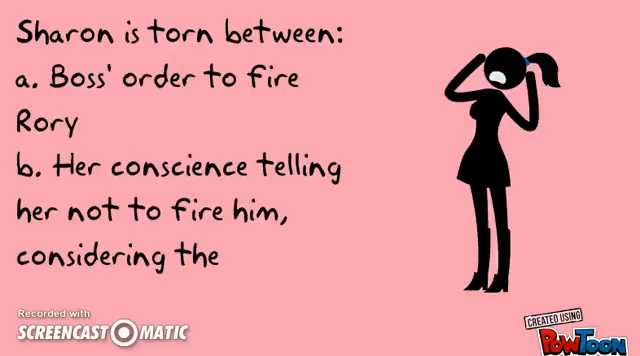 Sharon is torn between:
a. Boss' order to fire
Rory
b. Her conscience telling
her not to fire him,
considering the
Recorded with
SCREENCAST MATIC
CREATED USING
POWTOON